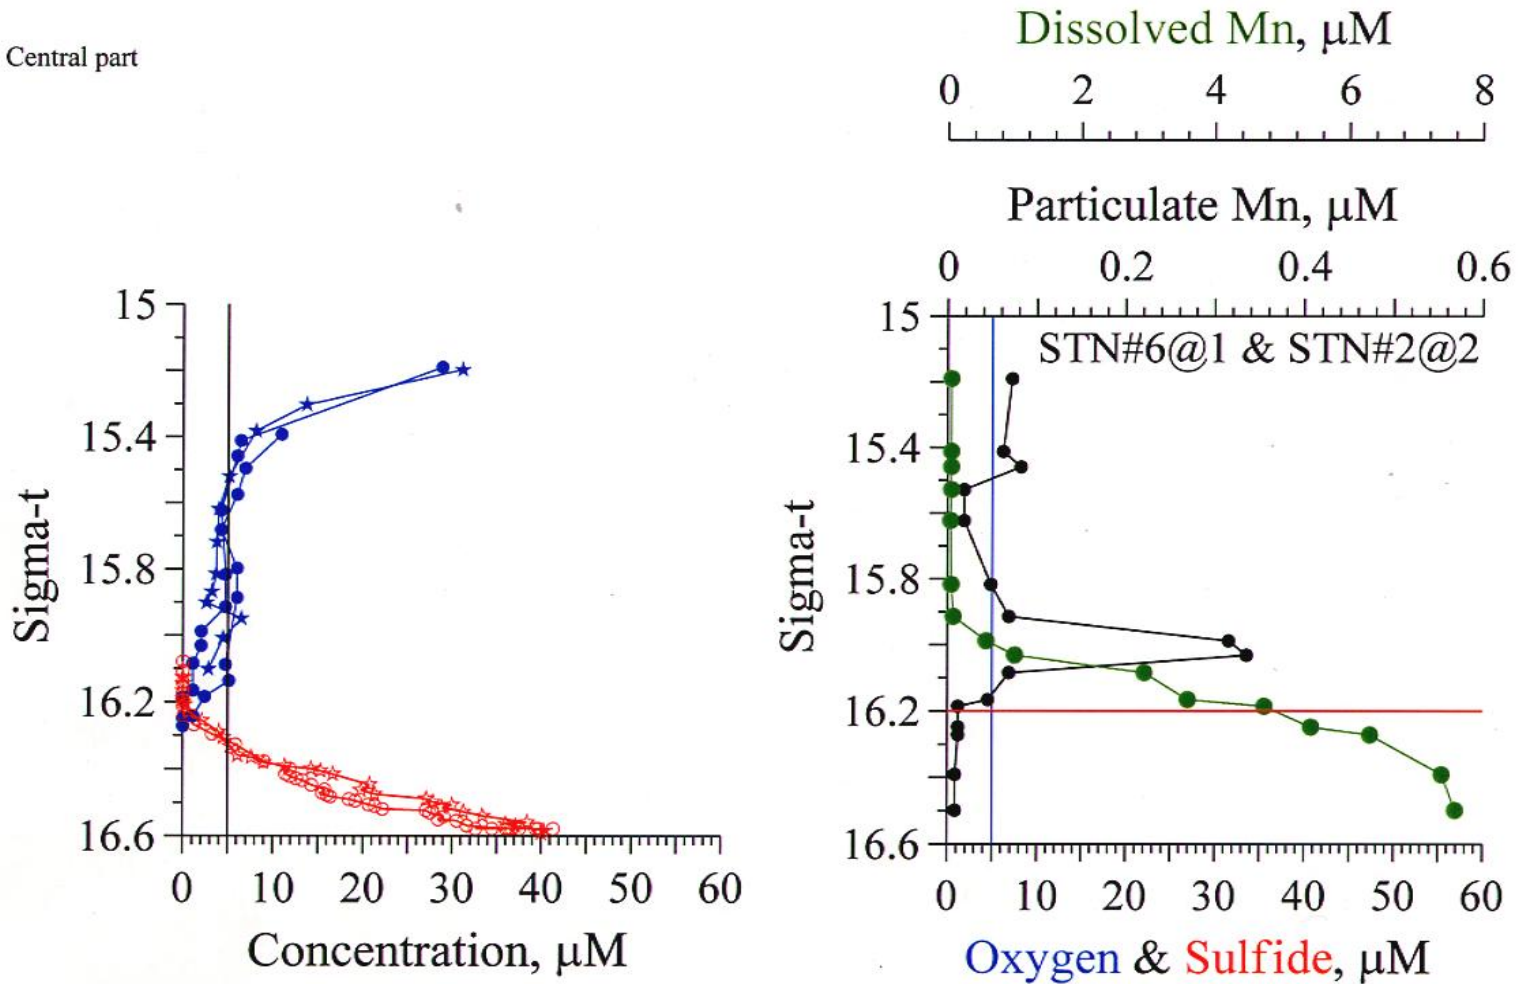 Central part
Dissolved Mn, μM
0 2 4 6 8
Particulate Mn, μM
0 0.2 0.4 0.6
15
15.4
15.8
16.2
16.6
Sigma-t
0 10 20 30 40 50 60
Concentration, μM
STN#6@1 & STN#2@2
15
15.4
15.8
16.2
16.6
Sigma-t
0 10 20 30 40 50 60
Oxygen & Sulfide, μM